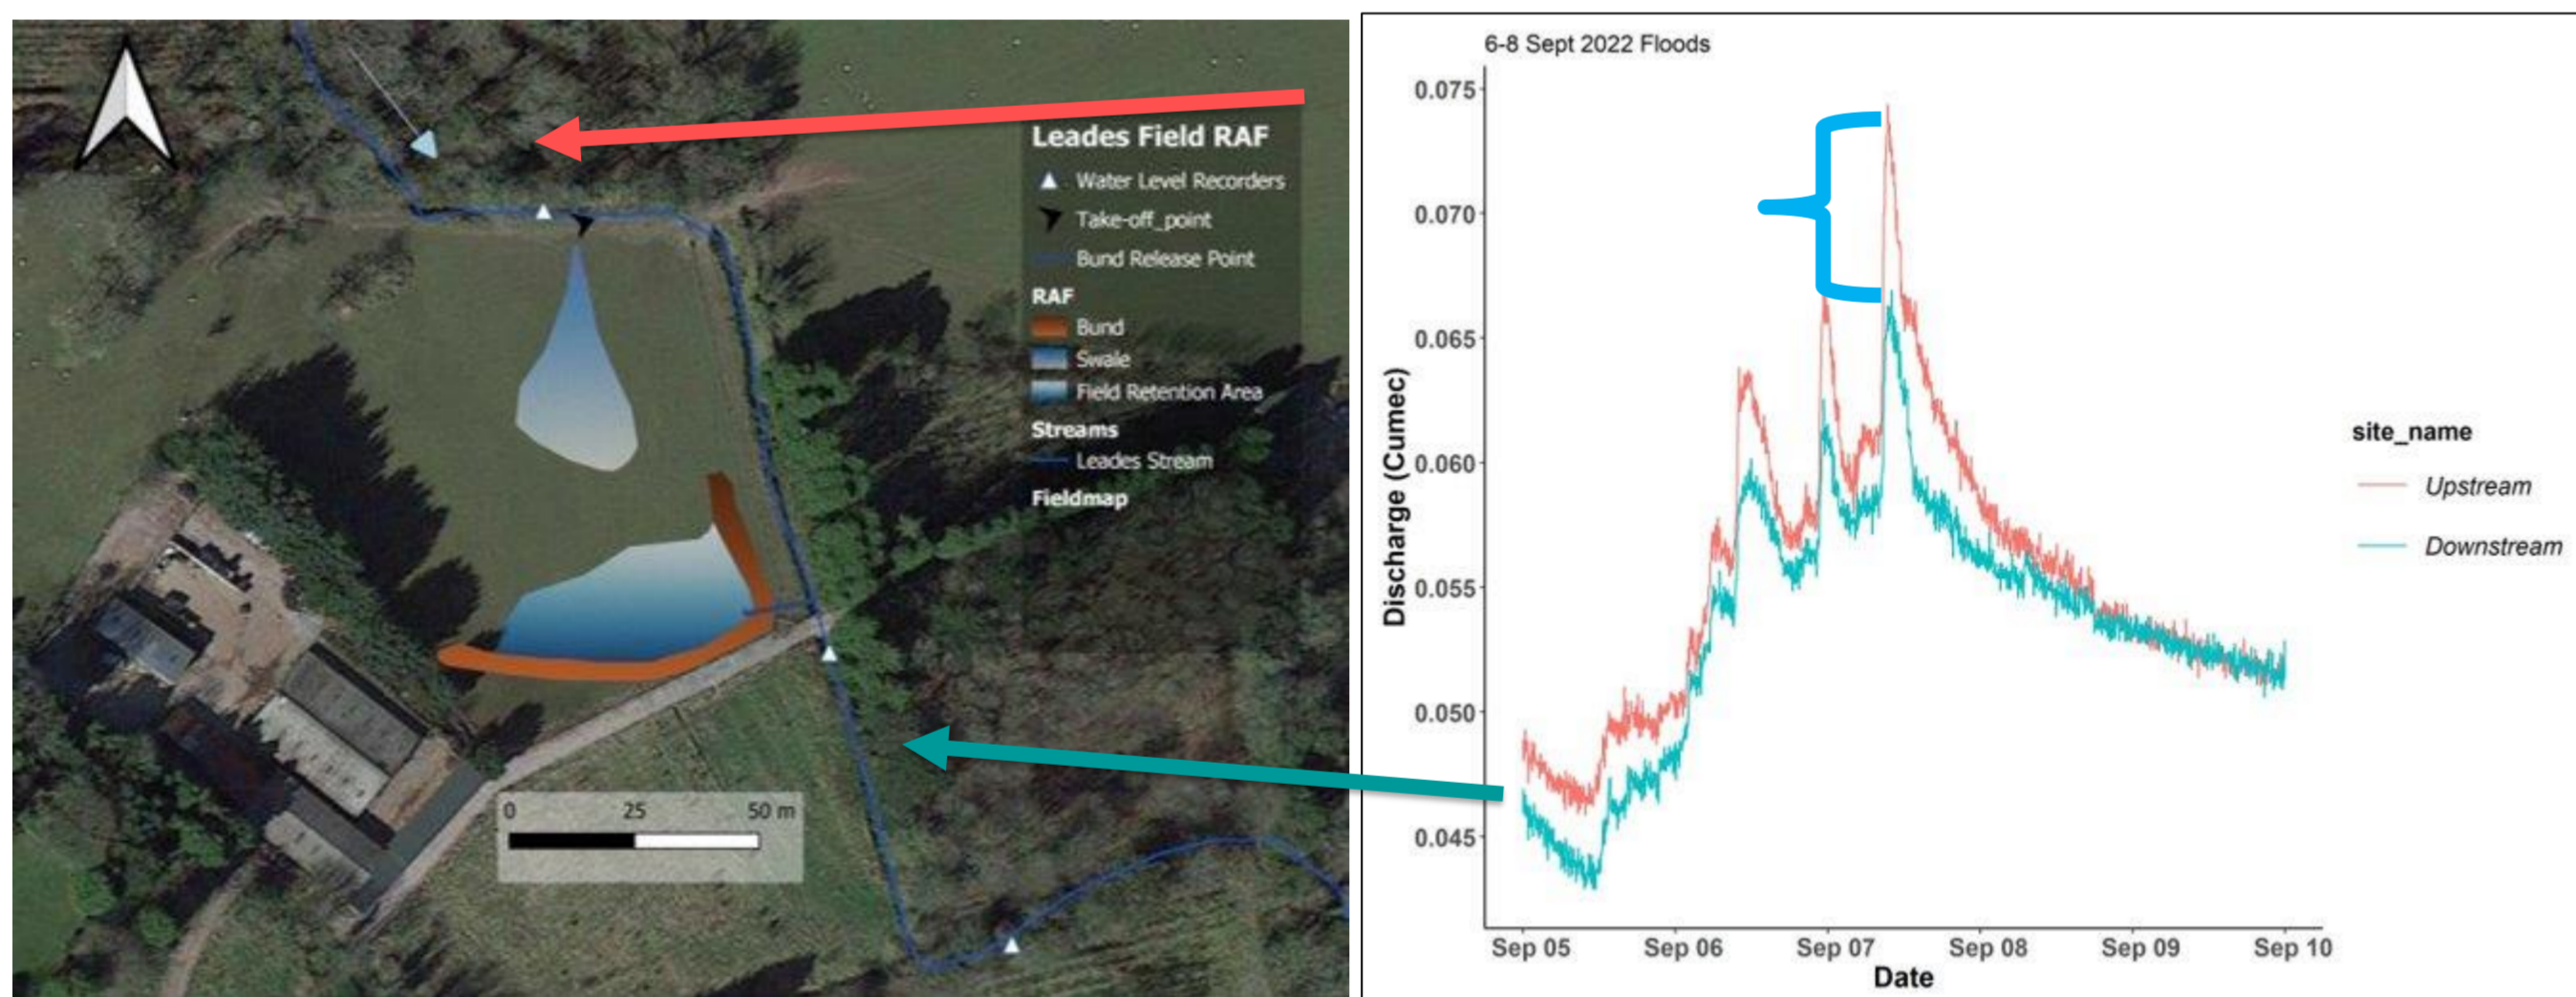 Leades Field RAF
Water Level Recorders
Take-off_point
Bund Release Point
RAF
Bund
Swale
Field Retention Area
Streams
Leades Stream
Fieldmap
0 25 50 m
6-8 Sept 2022 Floods
0.075
0.070
0.065
0.060
0.055
0.050
0.045
Discharge (Cumec)
Sep 05 Sep 06 Sep 07 Sep 08 Sep 09 Sep 10
Date
site_name
Upstream
Downstream